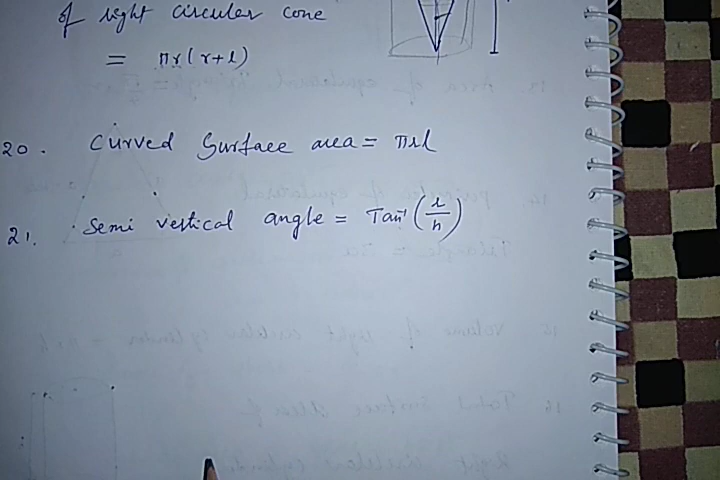 of right circular cone
= πr(r+l)
20. Curved Surface area = πrl
21. Semi vertical angle = Tan⁻¹(r/h)